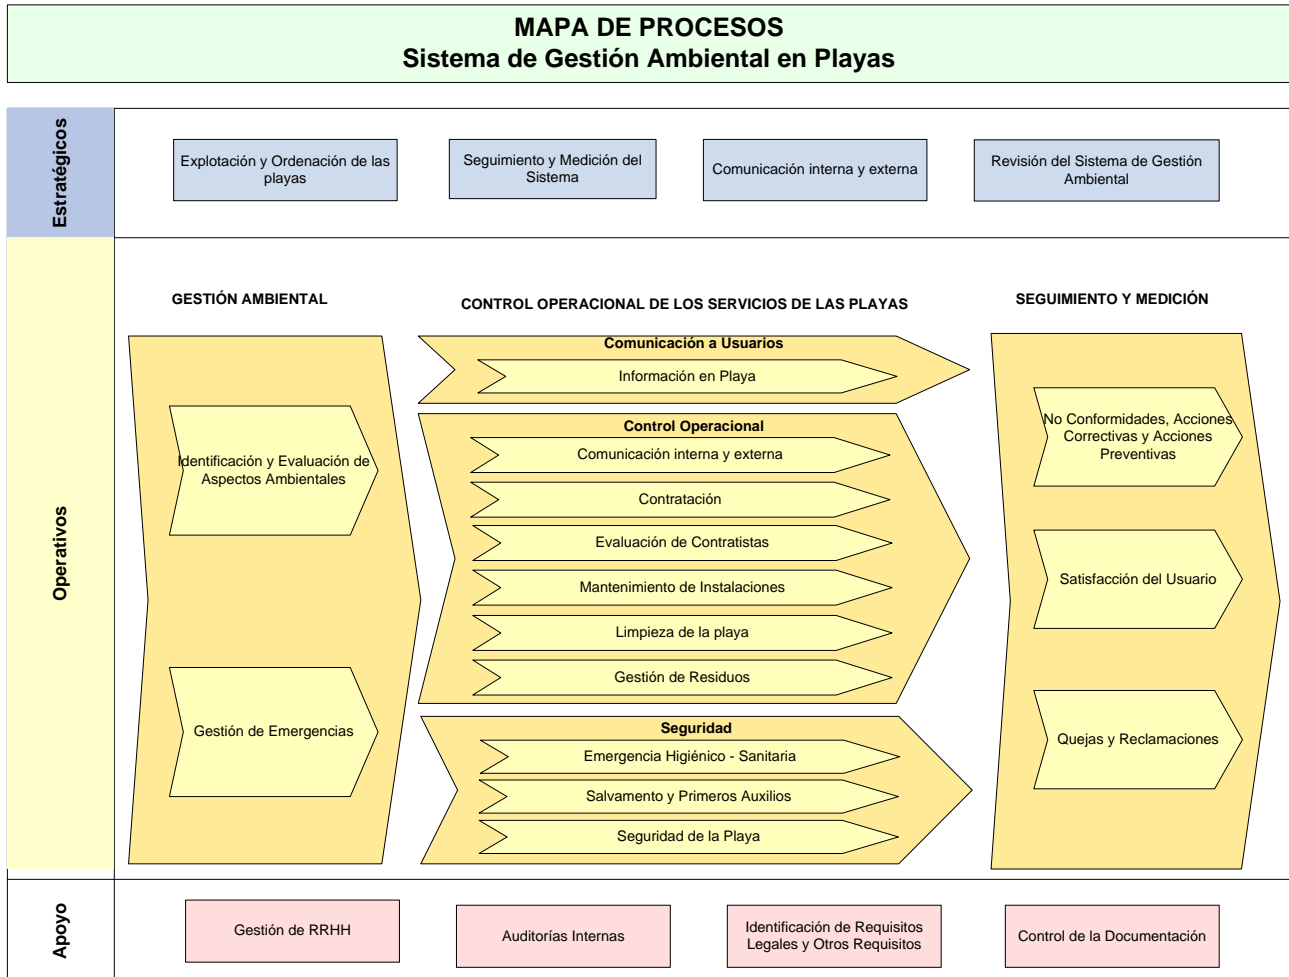 MAPA DE PROCESOS
Sistema de Gestión Ambiental en Playas
Estratégicos
Explotación y Ordenación de las
playas
Seguimiento y Medición del
Sistema
Comunicación interna y externa
Revisión del Sistema de Gestión
Ambiental
Operativos
GESTIÓN AMBIENTAL
Identificación y Evaluación de
Aspectos Ambientales
Gestión de Emergencias
CONTROL OPERACIONAL DE LOS SERVICIOS DE LAS PLAYAS
Comunicación a Usuarios
Información en Playa
Control Operacional
Comunicación interna y externa
Contratación
Evaluación de Contratistas
Mantenimiento de Instalaciones
Limpieza de la playa
Gestión de Residuos
Seguridad
Emergencia Higiénico - Sanitaria
Salvamento y Primeros Auxilios
Seguridad de la Playa
SEGUIMIENTO Y MEDICIÓN
No Conformidades, Acciones
Correctivas y Acciones
Preventivas
Satisfacción del Usuario
Quejas y Reclamaciones
Apoyo
Gestión de RRHH
Auditorías Internas
Identificación de Requisitos
Legales y Otros Requisitos
Control de la Documentación